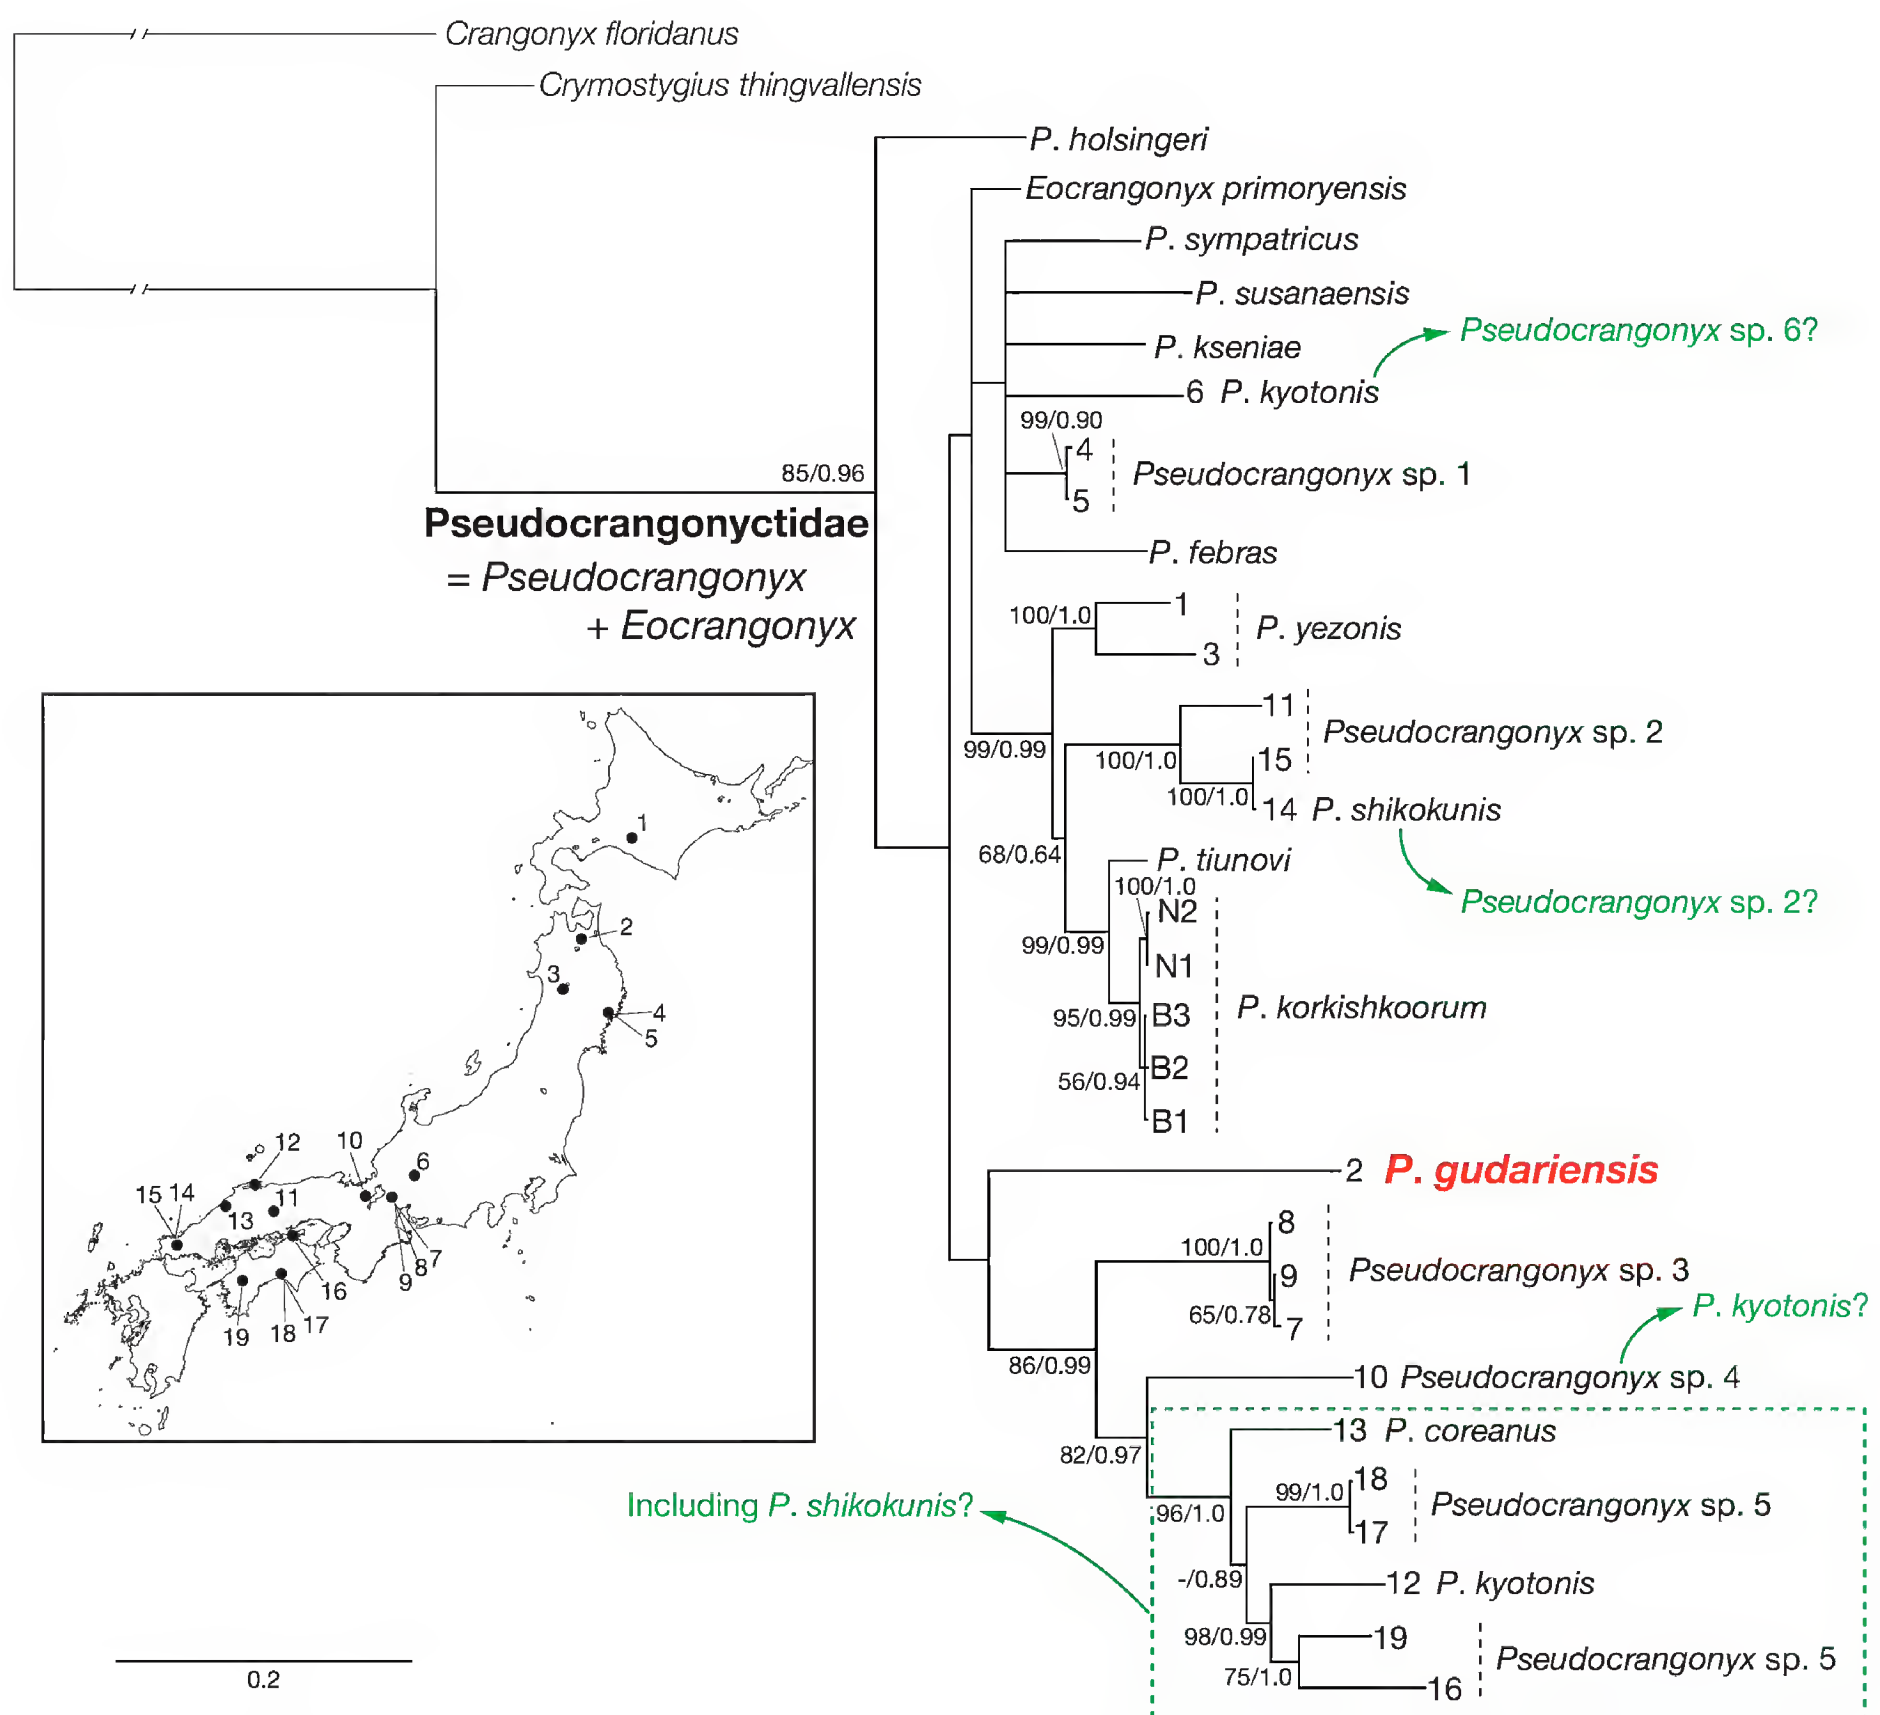 Crangonyx floridanus
Crymostygius thingvallensis
P. holsingeri
Eocrangonyx primoryensis
P. sympatricus
P. susanaensis
Pseudocrangonyx sp. 6?
P. kseniae
6 P. kyotonis
99/0.90
4
Pseudocrangonyx sp. 1
5
85/0.96
Pseudocrangonyctidae
= Pseudocrangonyx
+ Eocrangonyx
P. febras
100/1.0
1
P. yezonis
3
99/0.99
11
Pseudocrangonyx sp. 2
100/1.0
15
100/1.0
14 P. shikokunis
68/0.64
P. tiunovi
Pseudocrangonyx sp. 2?
100/1.0
N2
99/0.99
N1
P. korkishkoorum
95/0.99
B3
B2
56/0.94
B1
2 P. gudariensis
8
100/1.0
Pseudocrangonyx sp. 3
9
65/0.78
7
P. kyotonis?
86/0.99
10 Pseudocrangonyx sp. 4
82/0.97
13 P. coreanus
96/1.0
99/1.0
18
Pseudocrangonyx sp. 5
17
Including P. shikokunis?
-/0.89
12 P. kyotonis
98/0.99
19
Pseudocrangonyx sp. 5
75/1.0
16
1
2
3
4
5
12
10
6
15 14
11
13
7
8
9
16
19
18
17
0.2